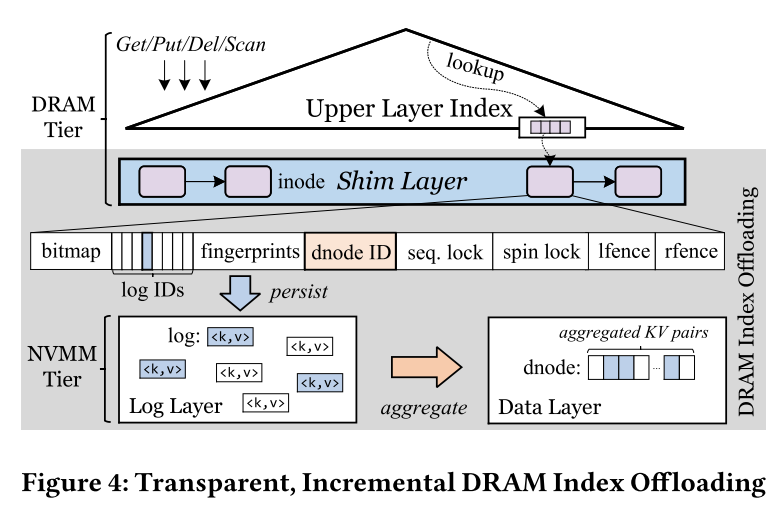 Get/Put/Del/Scan
lookup
DRAM
Tier
Upper Layer Index
inode Shim Layer
bitmap fingerprints dnode ID seq. lock spin lock lfence rfence
log IDs
persist
DRAM Index Offloading
NVMM
Tier
log: <k,v>
<k,v>
<k,v>
<k,v>
<k,v>
<k,v>
Log Layer
aggregate
aggregated KV pairs
dnode: ...
Data Layer
Figure 4: Transparent, Incremental DRAM Index Offloading